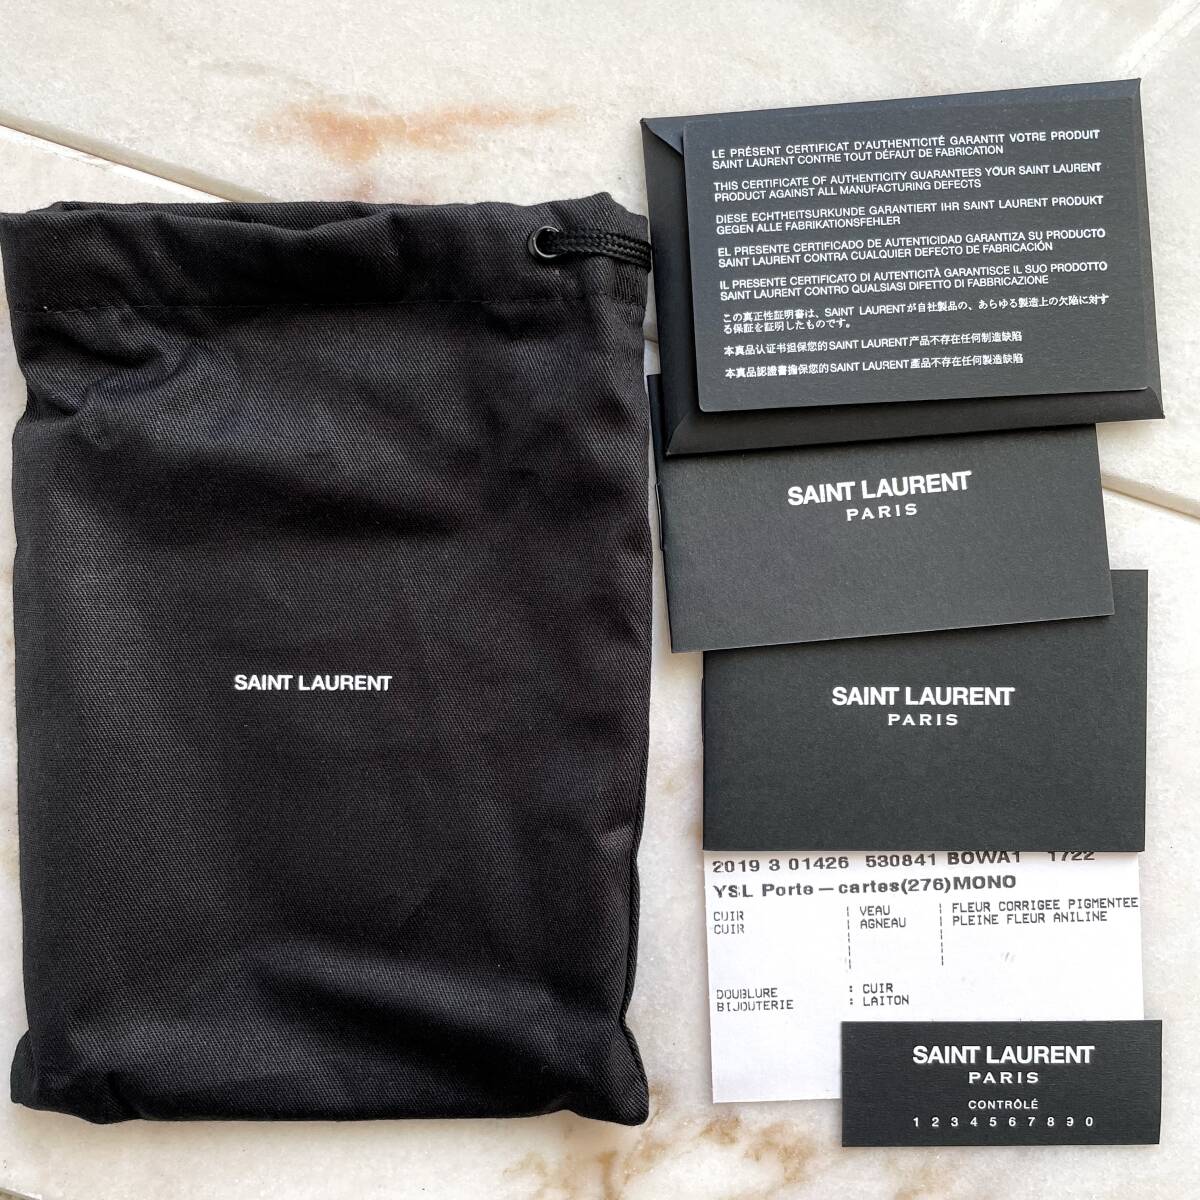 SAINT LAURENT
LE PRÉSENT CERTIFICAT D'AUTHENTICITÉ GARANTIT VOTRE PRODUIT
SAINT LAURENT CONTRE TOUT DÉFAUT DE FABRICATION
THIS CERTIFICATE OF AUTHENTICITY GUARANTEES YOUR SAINT LAURENT
PRODUCT AGAINST ALL MANUFACTURING DEFECTS
DIESE ECHTHEITSURKUNDE GARANTIERT IHR SAINT LAURENT PRODUKT
GEGEN ALLE FABRIKATIONSFEHLER
EL PRESENTE CERTIFICADO DE AUTENTICIDAD GARANTIZA SU PRODUCTO
SAINT LAURENT CONTRA CUALQUIER DEFECTO DE FABRICACIÓN
IL PRESENTE CERTIFICATO DI AUTENTICITÀ GARANTISCE IL SUO PRODOTTO
SAINT LAURENT CONTRO QUALSIASI DIFETTO DI FABBRICAZIONE
この真正性証明書は、SAINT LAURENTが自社製品の、あらゆる製造上の欠陥に対す
る保証を証明したものです。
本真品认证书担保您的SAINT LAURENT产品不存在任何制造缺陷
本真品認證書擔保您的SAINT LAURENT產品不存在任何製造缺陷
SAINT LAURENT
PARIS
SAINT LAURENT
PARIS
2019 3 01426 530841 BOWA1 1722
YSL Porte-cartes(276)MONO
CUIR | VEAU | FLEUR CORRIGEE PIGMENTEE
CUIR | AGNEAU | PLEINE FLEUR ANILINE
DOUBLURE : CUIR
BIJOUTERIE : LAITON
SAINT LAURENT
PARIS
CONTRÔLÉ
1 2 3 4 5 6 7 8 9 0